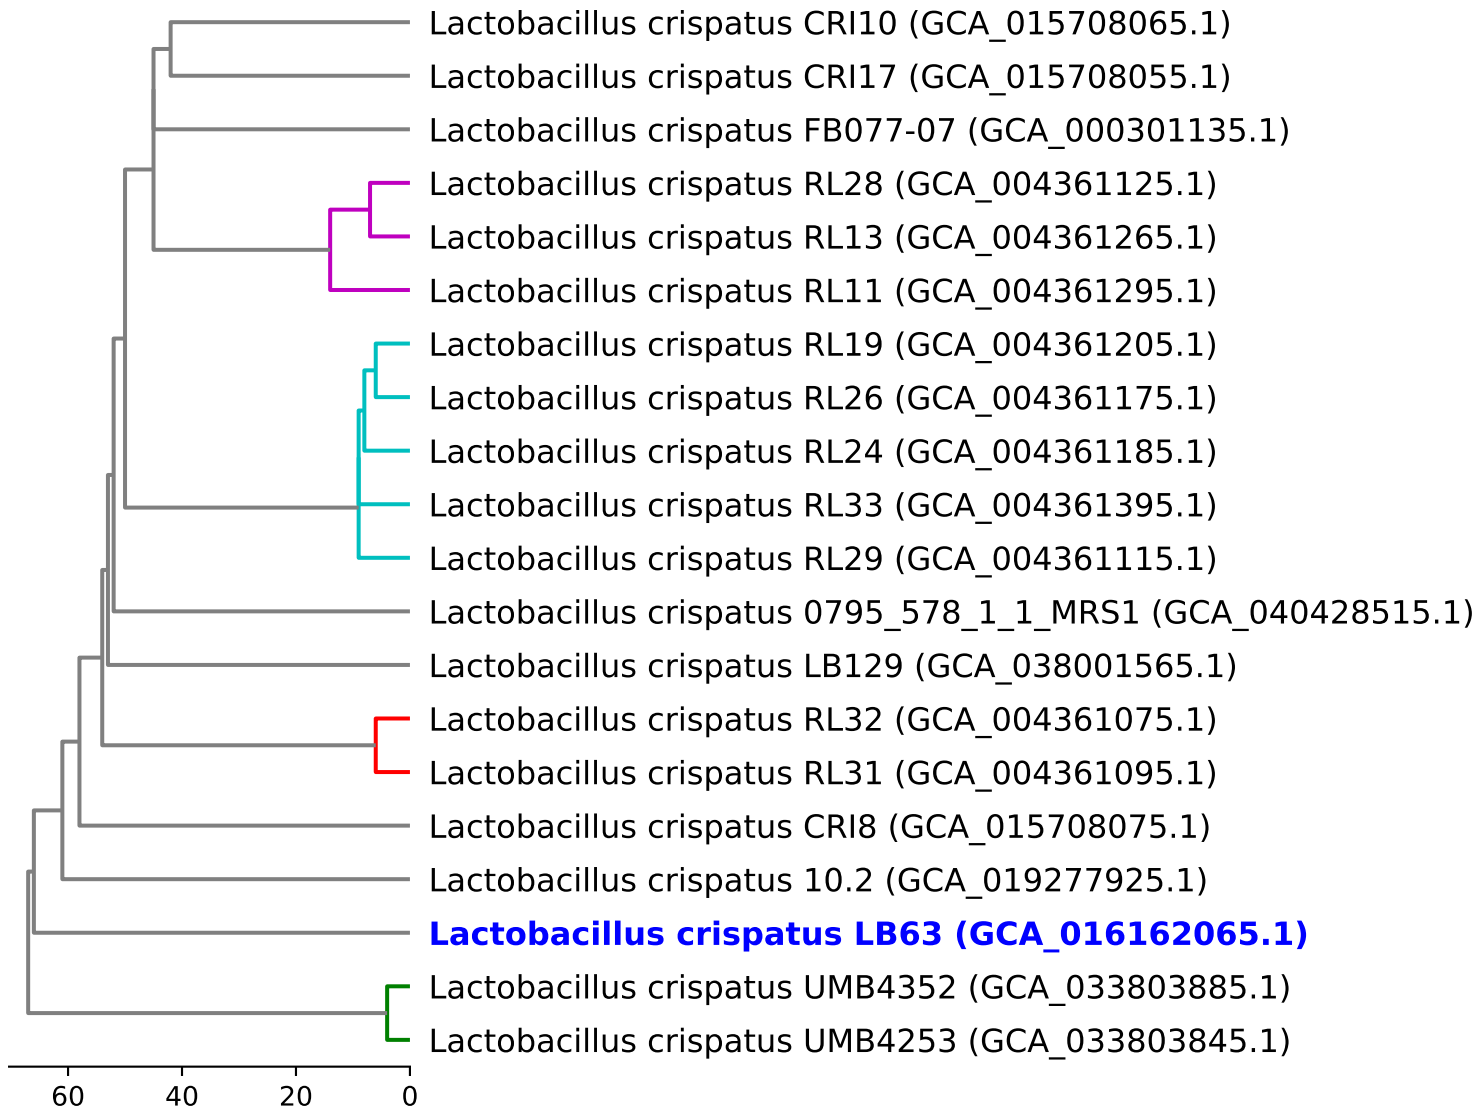 Lactobacillus crispatus CRI10 (GCA_015708065.1)
Lactobacillus crispatus CRI17 (GCA_015708055.1)
Lactobacillus crispatus FB077-07 (GCA_000301135.1)
Lactobacillus crispatus RL28 (GCA_004361125.1)
Lactobacillus crispatus RL13 (GCA_004361265.1)
Lactobacillus crispatus RL11 (GCA_004361295.1)
Lactobacillus crispatus RL19 (GCA_004361205.1)
Lactobacillus crispatus RL26 (GCA_004361175.1)
Lactobacillus crispatus RL24 (GCA_004361185.1)
Lactobacillus crispatus RL33 (GCA_004361395.1)
Lactobacillus crispatus RL29 (GCA_004361115.1)
Lactobacillus crispatus 0795_578_1_1_MRS1 (GCA_040428515.1)
Lactobacillus crispatus LB129 (GCA_038001565.1)
Lactobacillus crispatus RL32 (GCA_004361075.1)
Lactobacillus crispatus RL31 (GCA_004361095.1)
Lactobacillus crispatus CRI8 (GCA_015708075.1)
Lactobacillus crispatus 10.2 (GCA_019277925.1)
Lactobacillus crispatus LB63 (GCA_016162065.1)
Lactobacillus crispatus UMB4352 (GCA_033803885.1)
Lactobacillus crispatus UMB4253 (GCA_033803845.1)
60 40 20 0